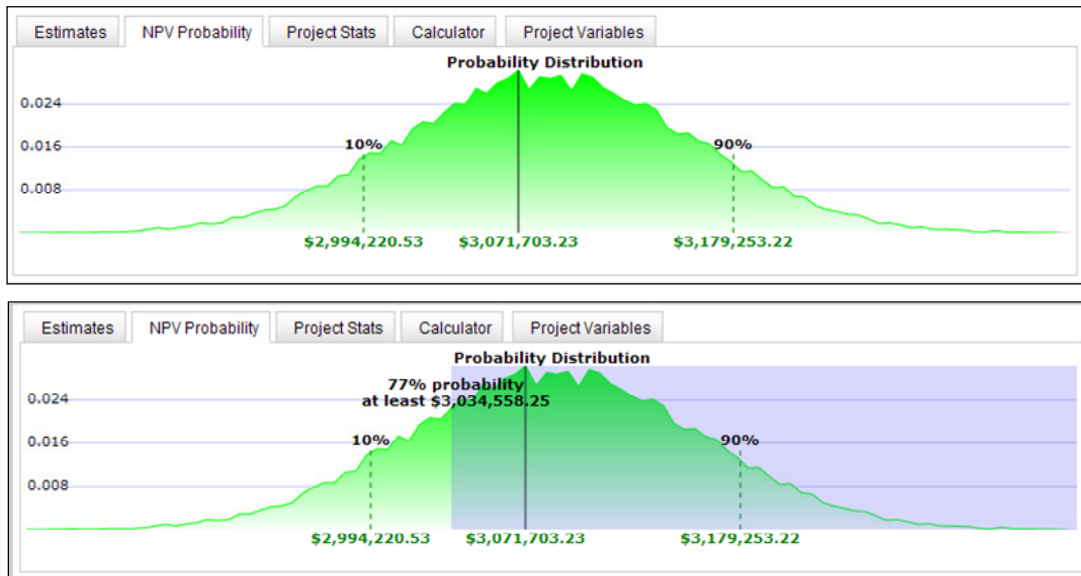 Estimates NPV Probability Project Stats Calculator Project Variables
Probability Distribution
0.024
0.016 10% 90%
0.008
$2,994,220.53 $3,071,703.23 $3,179,253.22
Estimates NPV Probability Project Stats Calculator Project Variables
Probability Distribution
77% probability
at least $3,034,558.25
0.024
0.016 10% 90%
0.008
$2,994,220.53 $3,071,703.23 $3,179,253.22